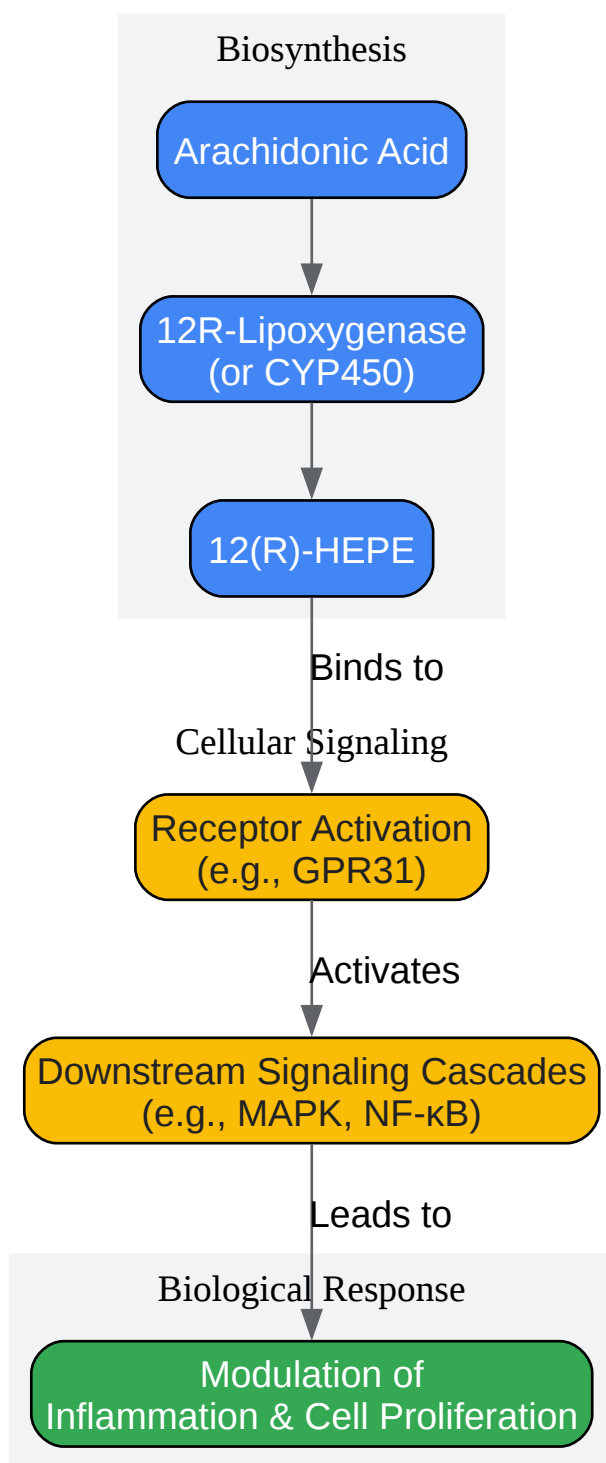 Biosynthesis
Arachidonic Acid
12R-Lipoxygenase
(or CYP450)
12(R)-HEPE
Binds to
Cellular Signaling
Receptor Activation
(e.g., GPR31)
Activates
Downstream Signaling Cascades
(e.g., MAPK, NF-κB)
Leads to
Biological Response
Modulation of
Inflammation & Cell Proliferation